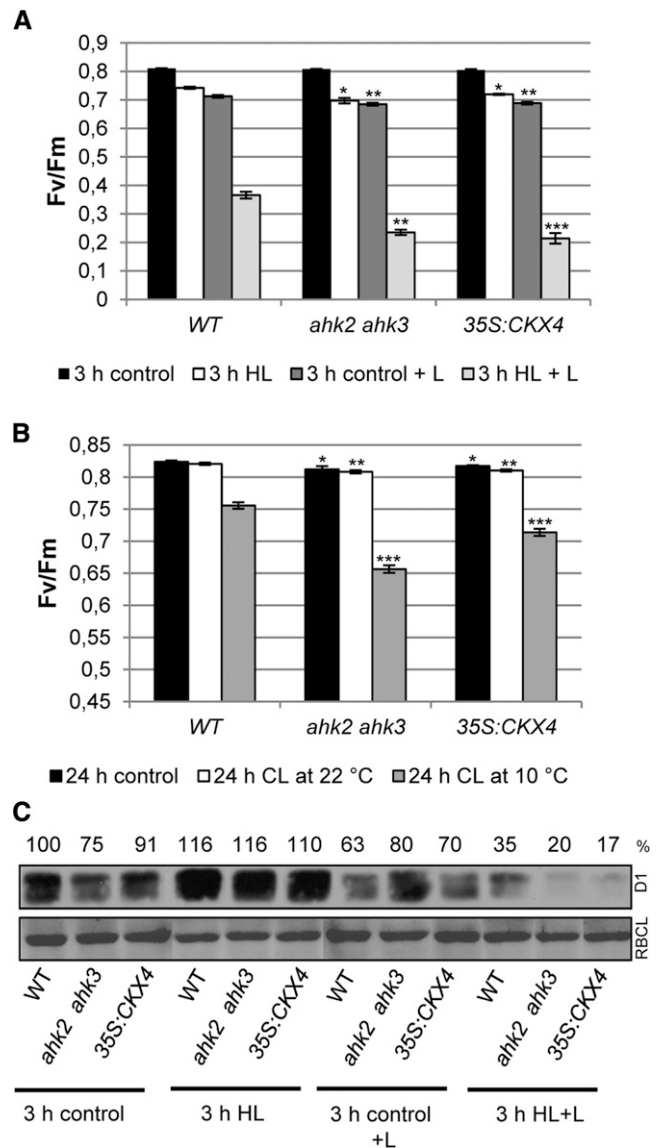 A
Fv/Fm
0,9
0,8
0,7
0,6
0,5
0,4
0,3
0,2
0,1
0
* ** **
* ** ***
WT ahk2 ahk3 35S:CKX4
3 h control 3 h HL 3 h control + L 3 h HL + L
B
Fv/Fm
0,85
0,8
0,75
0,7
0,65
0,6
0,55
0,5
0,45
* ** ***
* ** ***
WT ahk2 ahk3 35S:CKX4
24 h control 24 h CL at 22 °C 24 h CL at 10 °C
C
100 75 91 116 116 110 63 80 70 35 20 17 %
D1
RBCL
WT ahk2 ahk3 35S:CKX4 WT ahk2 ahk3 35S:CKX4 WT ahk2 ahk3 35S:CKX4 WT ahk2 ahk3 35S:CKX4
3 h control 3 h HL 3 h control +L 3 h HL+L